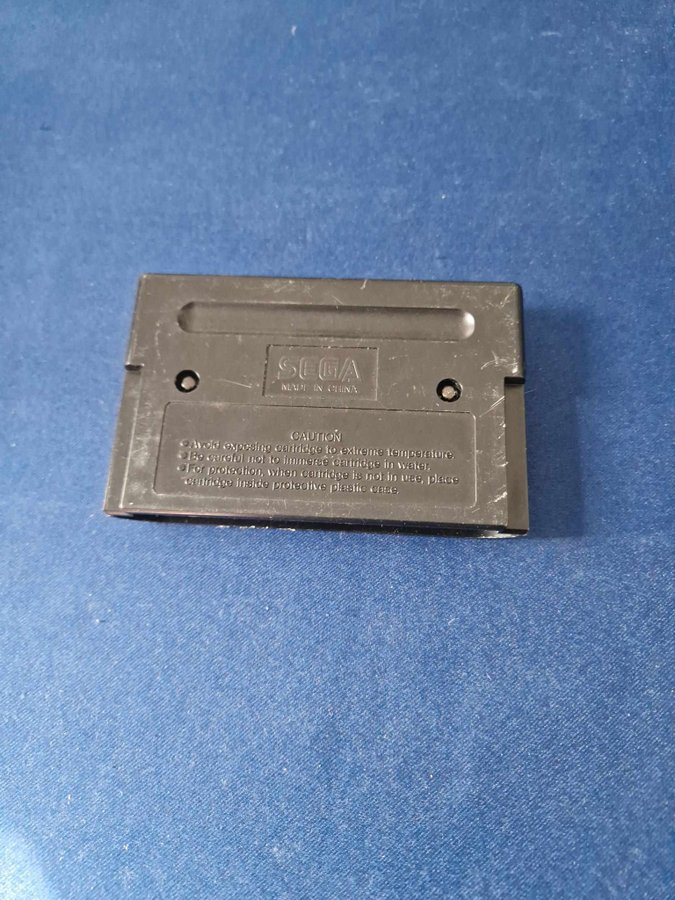 SEGA
MADE IN CHINA
CAUTION
● Avoid exposing cartridge to extreme temperature.
● Be careful not to immerse cartridge in water.
● For protection, when cartridge is not in use, place
cartridge inside protective plastic case.